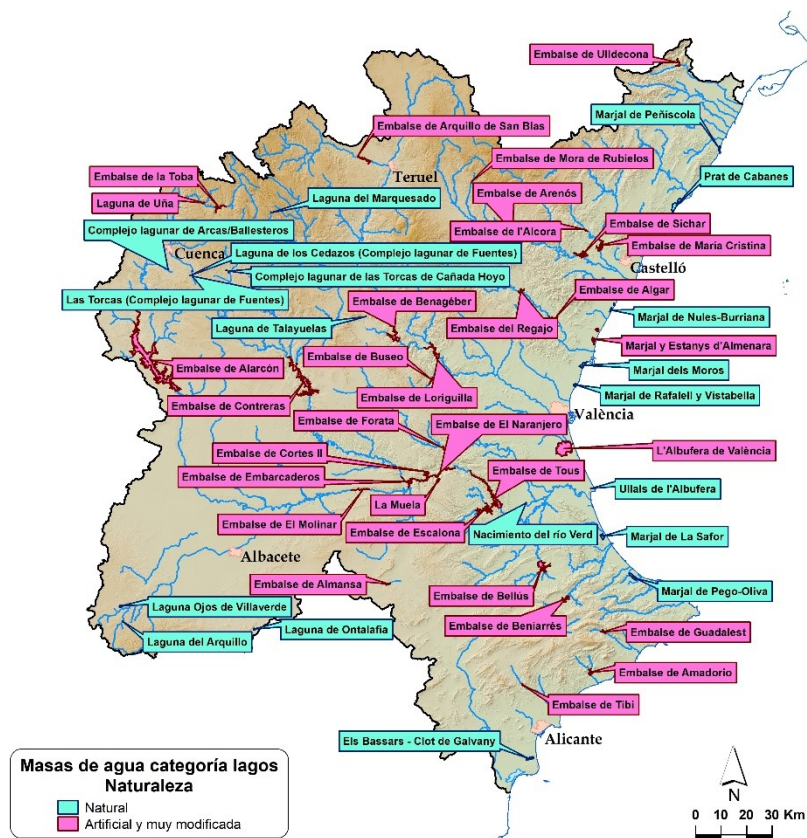 Embalse de Ulldecona
Marjal de Peñíscola
Embalse de Arquillo de San Blas
Embalse de Mora de Rubielos
Teruel
Embalse de la Toba
Embalse de Arenós
Prat de Cabanes
Laguna de Uña
Laguna del Marquesado
Embalse de Sichar
Complejo lagunar de Arcas/Ballesteros
Embalse de l'Alcora
Embalse de María Cristina
Cuenca
Laguna de los Cedazos (Complejo lagunar de Fuentes)
Castelló
Complejo lagunar de las Torcas de Cañada Hoyo
Embalse de Algar
Las Torcas (Complejo lagunar de Fuentes)
Embalse de Benagéber
Marjal de Nules-Burriana
Laguna de Talayuelas
Embalse del Regajo
Marjal y Estanys d'Almenara
Embalse de Buseo
Embalse de Alarcón
Marjal dels Moros
Embalse de Loriguilla
Marjal de Rafalell y Vistabella
Embalse de Contreras
València
Embalse de Forata
Embalse de El Naranjero
L'Albufera de València
Embalse de Cortes II
Embalse de Tous
Embalse de Embarcaderos
Ullals de l'Albufera
La Muela
Embalse de El Molinar
Embalse de Escalona
Nacimiento del río Verd
Marjal de La Safor
Albacete
Embalse de Almansa
Marjal de Pego-Oliva
Embalse de Bellús
Laguna Ojos de Villaverde
Embalse de Beniarrés
Laguna de Ontalafia
Embalse de Guadalest
Laguna del Arquillo
Embalse de Amadorio
Embalse de Tibi
Alicante
Els Bassars - Clot de Galvany
Masas de agua categoría lagos
Naturaleza
Natural
Artificial y muy modificada
N
0 10 20 30 Km